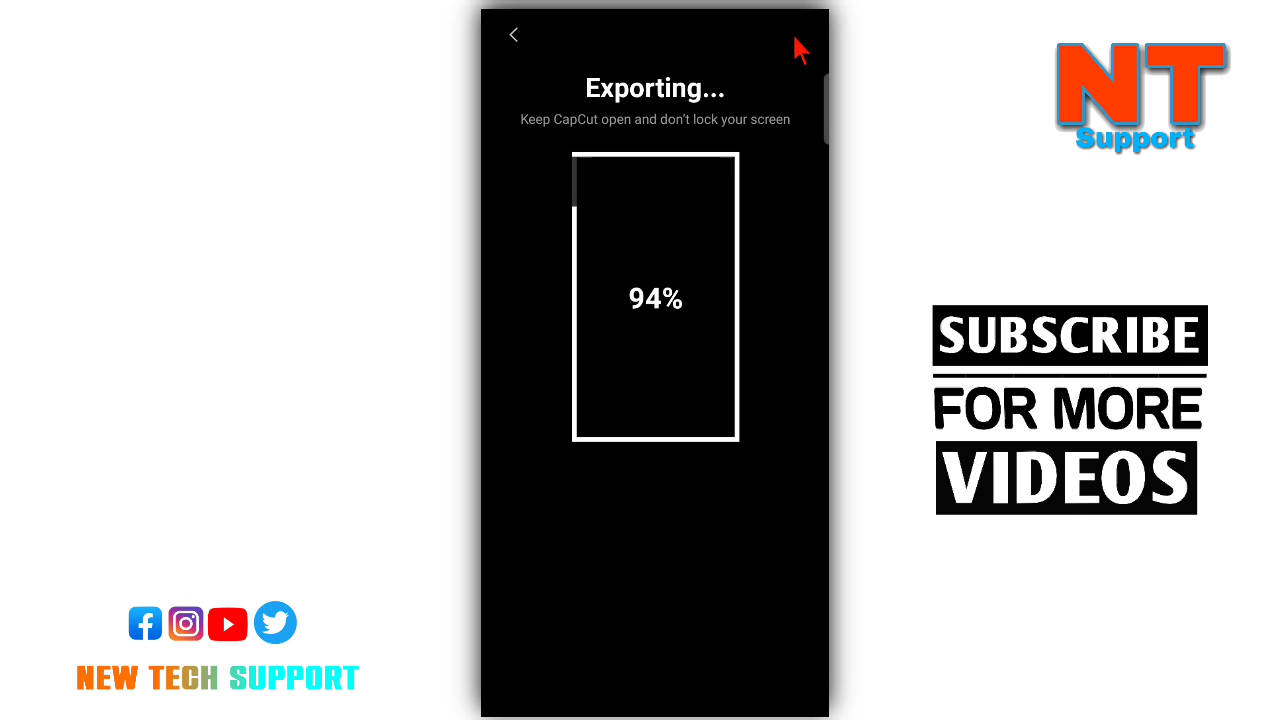 Exporting...
Keep CapCut open and don't lock your screen
94%
NT
Support
SUBSCRIBE
FOR MORE
VIDEOS
NEW TECH SUPPORT